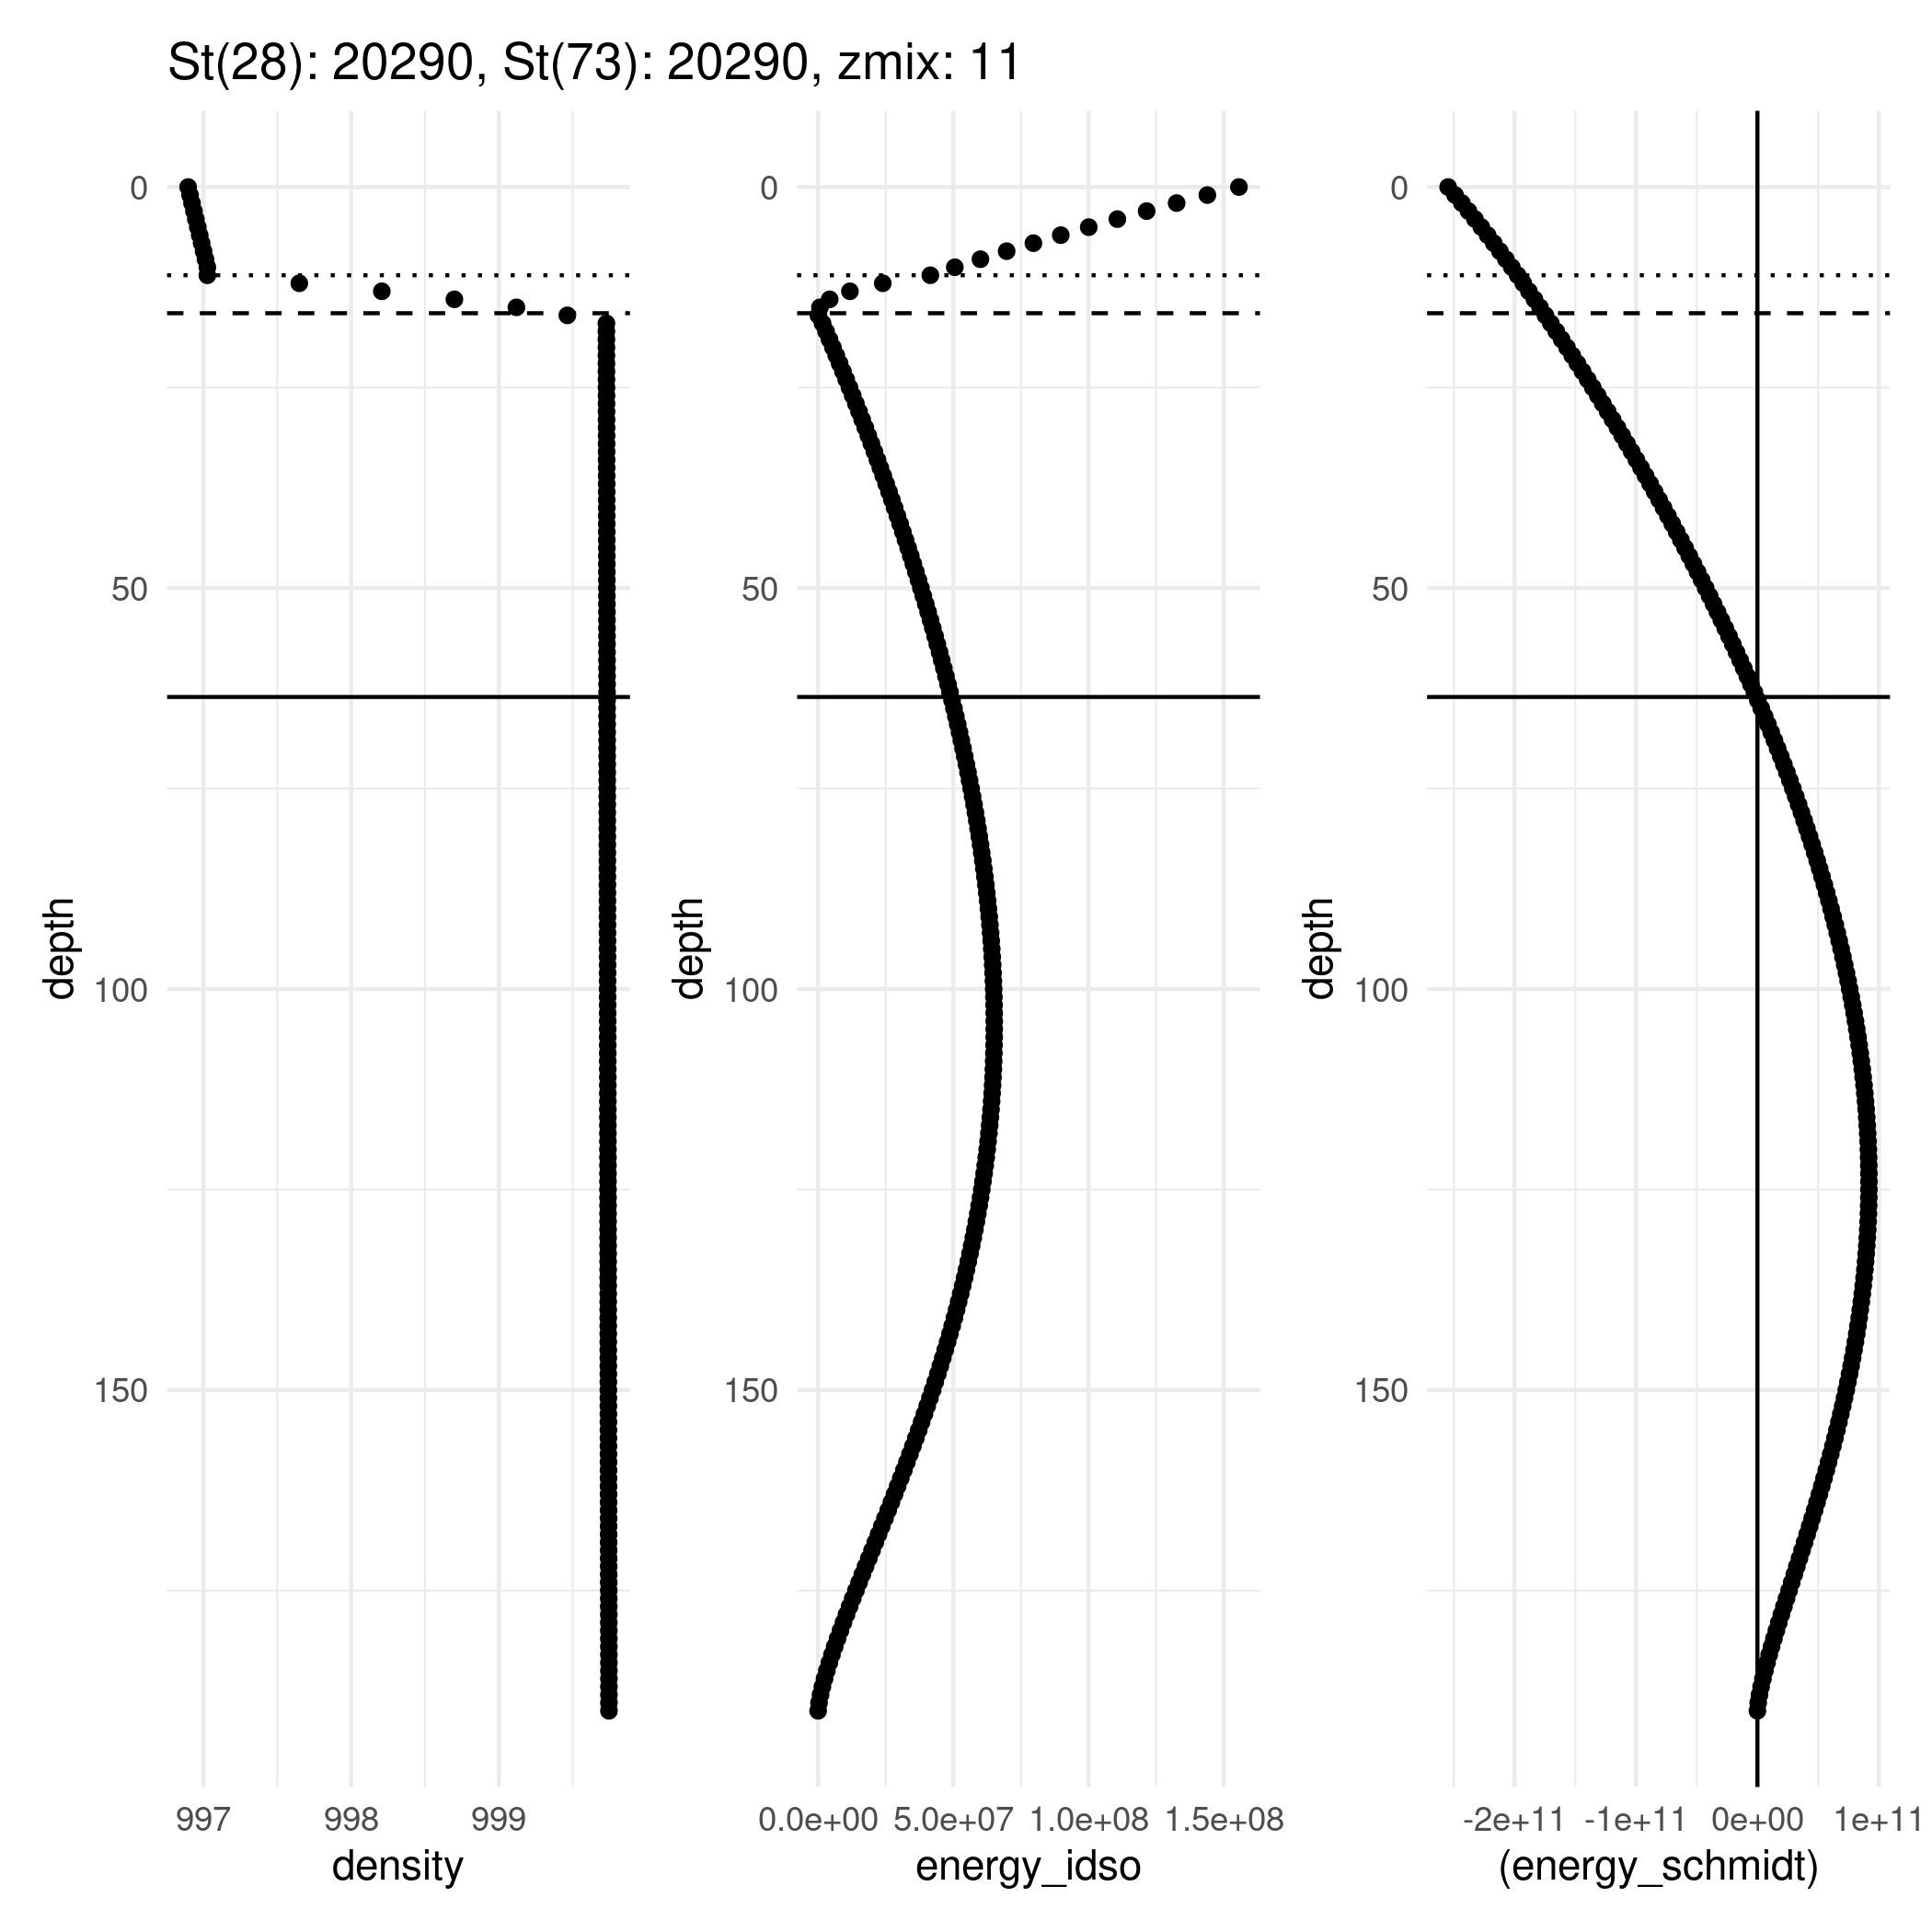 St(28): 20290, St(73): 20290, zmix: 11
0
50
100
150
depth
997 998 999
density
0
50
100
150
depth
0.0e+00 5.0e+07 1.0e+08 1.5e+08
energy_idso
0
50
100
150
depth
-2e+11 -1e+11 0e+00 1e+11
(energy_schmidt)